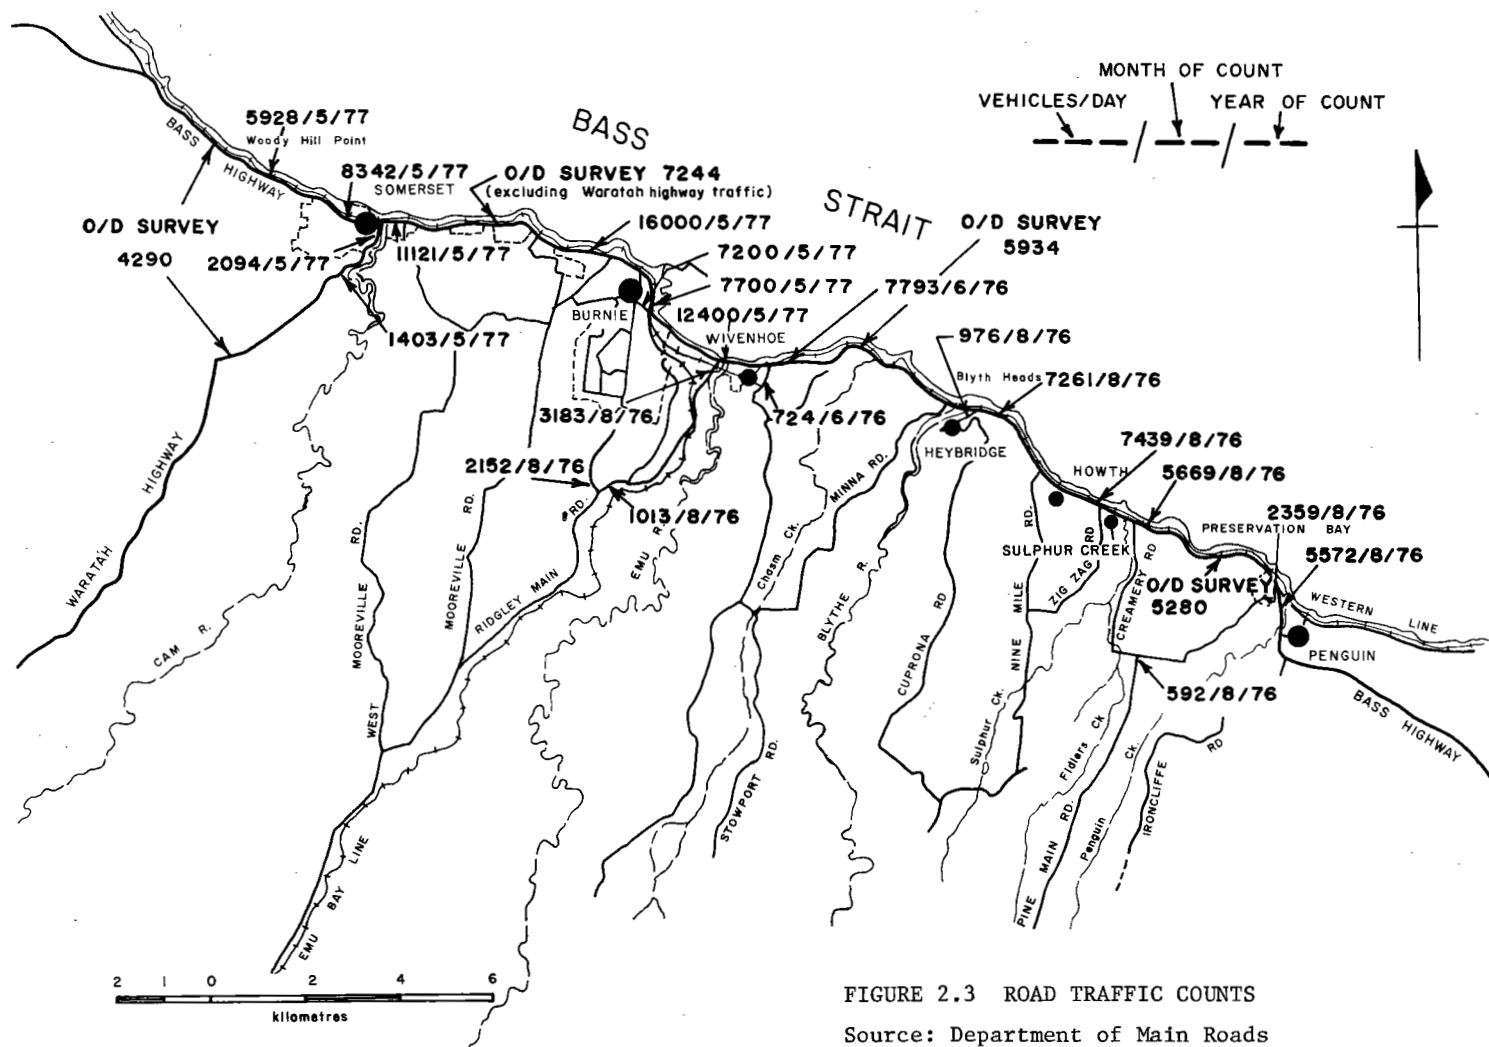 MONTH OF COUNT
VEHICLES/DAY
YEAR OF COUNT
BASS
STRAIT
5928/5/77
Woody Hill Point
BASS
HIGHWAY
8342/5/77
SOMERSET
O/D SURVEY 7244
(excluding Waratah highway traffic)
16000/5/77
O/D SURVEY
5934
O/D SURVEY
4290
2094/5/77
11121/5/77
7200/5/77
7700/5/77
7793/6/76
BURNIE
12400/5/77
WIVENHOE
1403/5/77
976/8/76
Blyth Heads
7261/8/76
3183/8/76
724/6/76
HEYBRIDGE
7439/8/76
HOWTH
5669/8/76
2152/8/76
1013/8/76
MINNA RD.
2359/8/76
PRESERVATION BAY
5572/8/76
SULPHUR CREEK
O/D SURVEY
5280
WESTERN LINE
PENGUIN
BASS HIGHWAY
592/8/76
WARATAH HIGHWAY
CAM R.
WEST MOOREVILLE RD.
MOOREVILLE RD.
RIDGLEY MAIN RD.
EMU R.
Chasm Ck.
BLYTHE R.
CUPRONA RD
NINE MILE RD.
ZIG ZAG RD
CREAMERY RD
Sulphur Ck.
Fidlers Ck
PINE MAIN RD.
Penguin Ck.
IRONCLIFFE RD
STOWPORT RD.
EMU BAY LINE
2 1 0 2 4 6
kilometres
FIGURE 2.3 ROAD TRAFFIC COUNTS
Source: Department of Main Roads